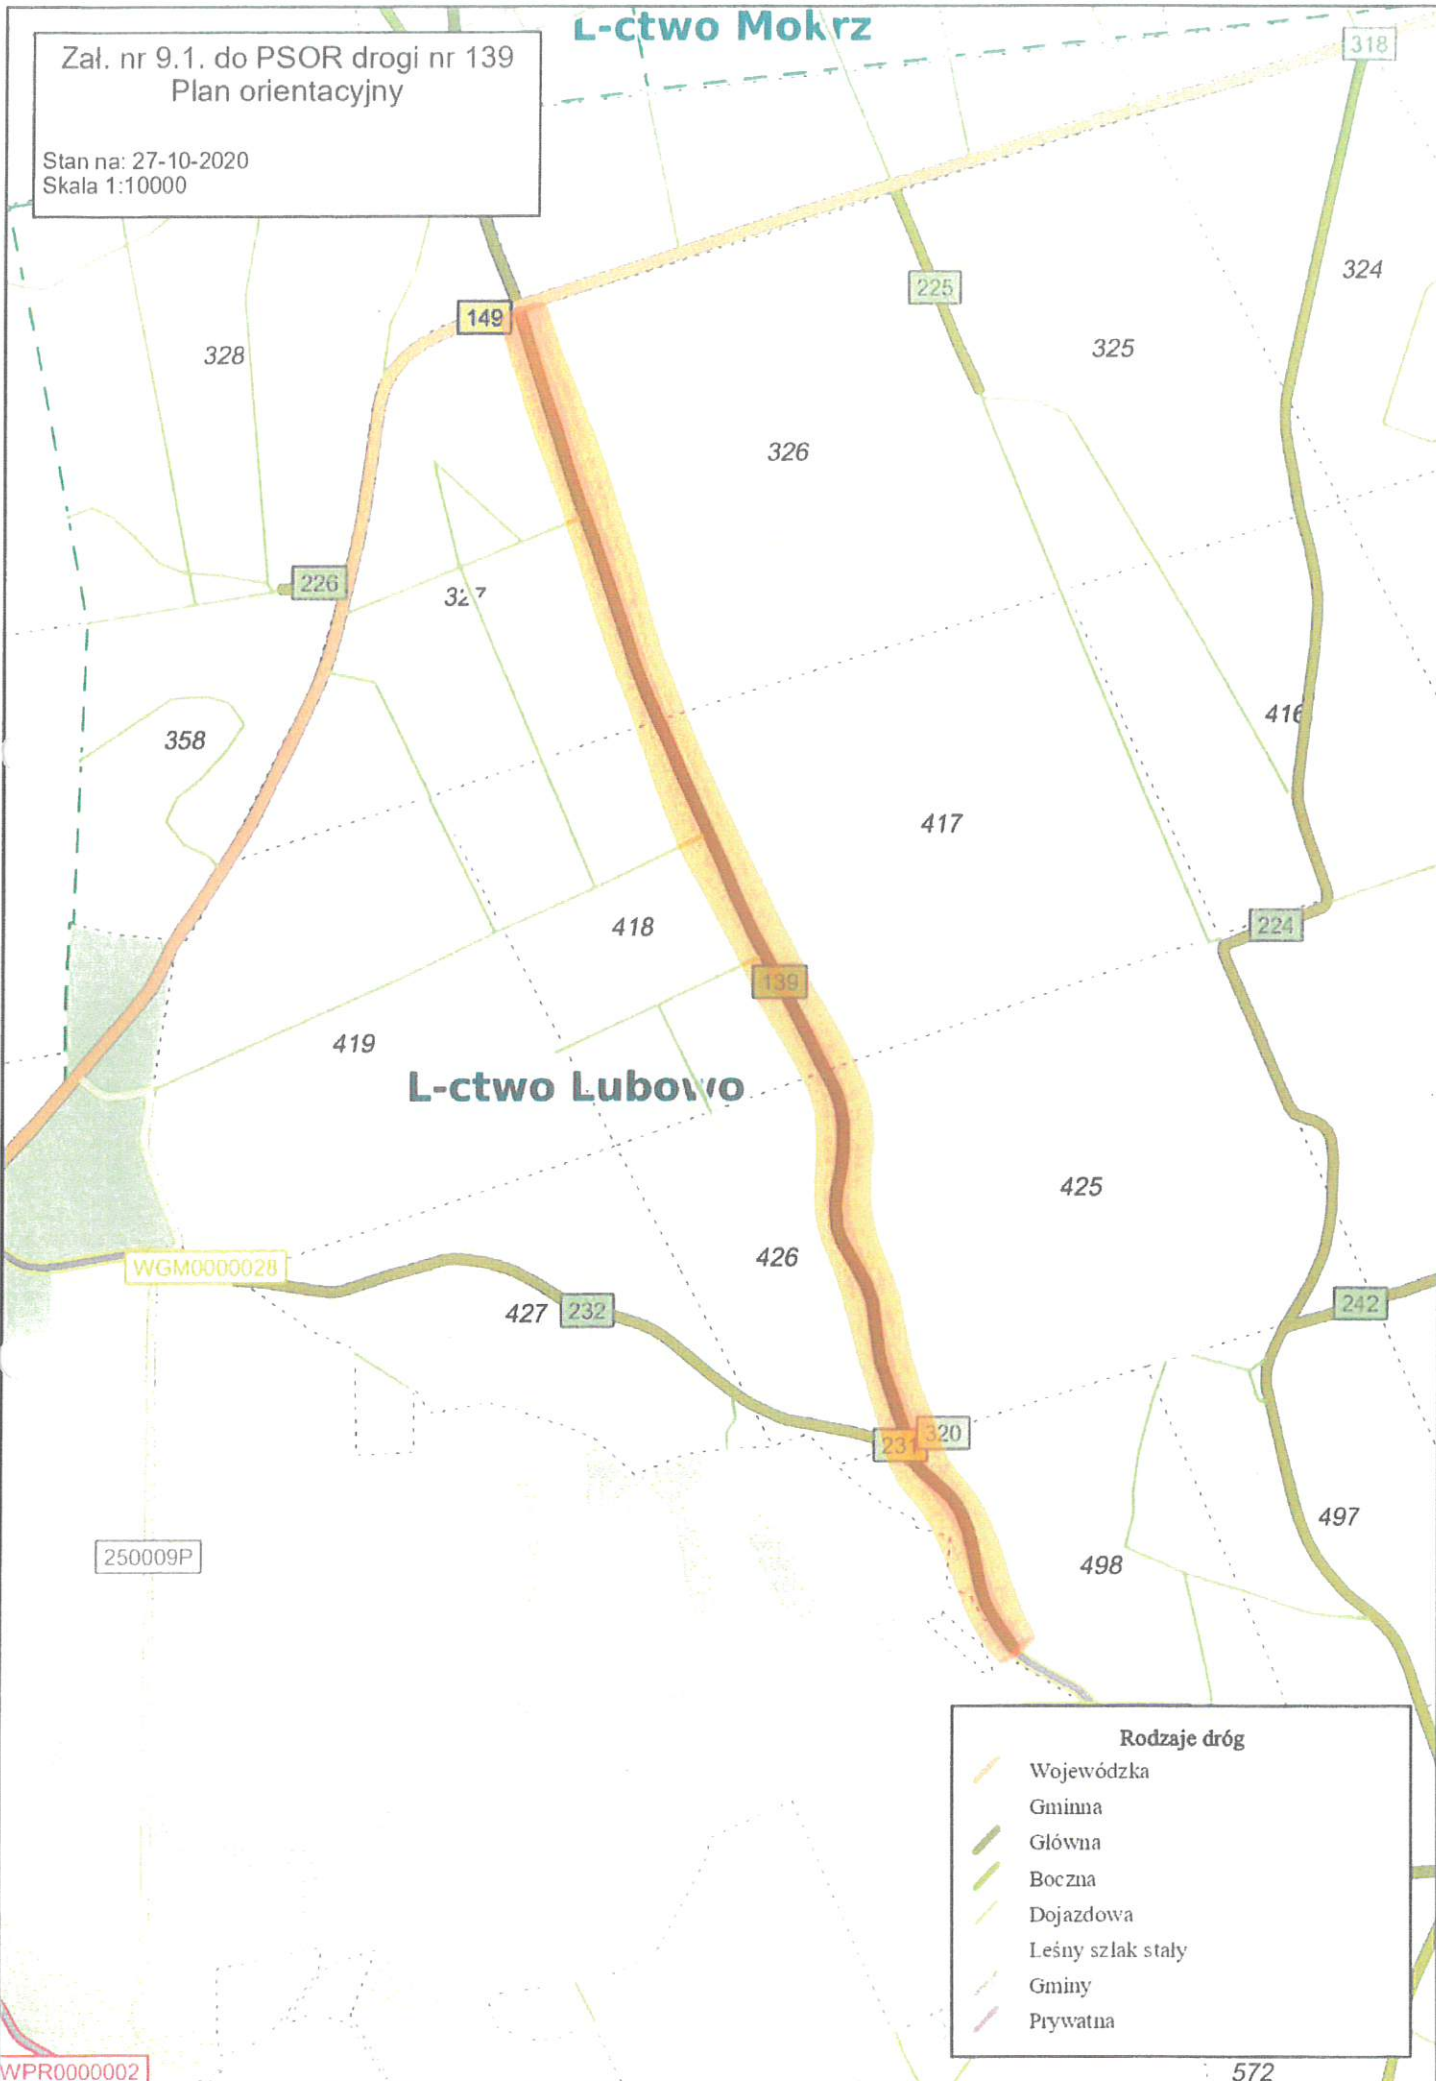 L-ctwo Mokrz
Zał. nr 9.1. do PSOR drogi nr 139
Plan orientacyjny
Stan na: 27-10-2020
Skala 1:10000
318
324
225
149
325
328
326
226
327
416
358
417
418
224
139
419
L-ctwo Lubowo
425
426
WGM0000028
427
232
242
320
231
497
250009P
498
Rodzaje dróg
Wojewódzka
Gminna
Główna
Boczna
Dojazdowa
Leśny szlak stały
Gminy
Prywatna
WPR0000002
572